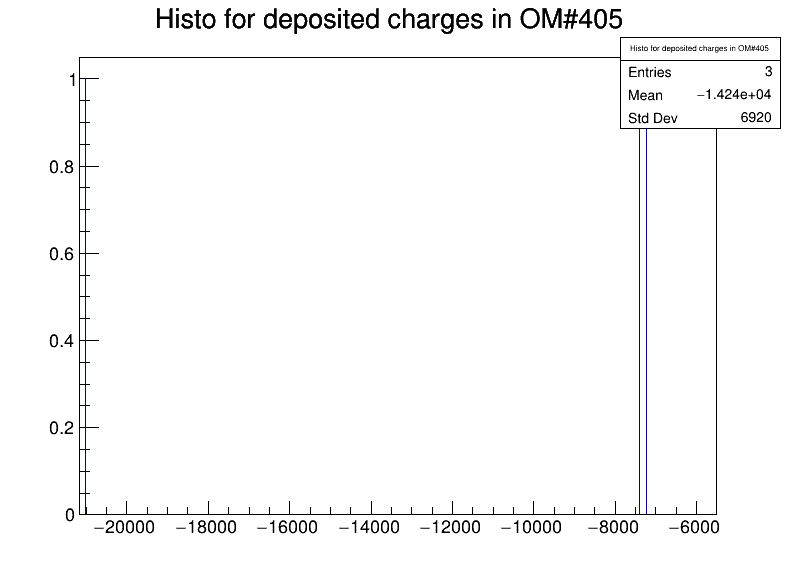 Histo for deposited charges in OM#405
Histo for deposited charges in OM#405
Entries 3
Mean −1.424e+04
Std Dev 6920
1
0.8
0.6
0.4
0.2
0
−20000 −18000 −16000 −14000 −12000 −10000 −8000 −6000